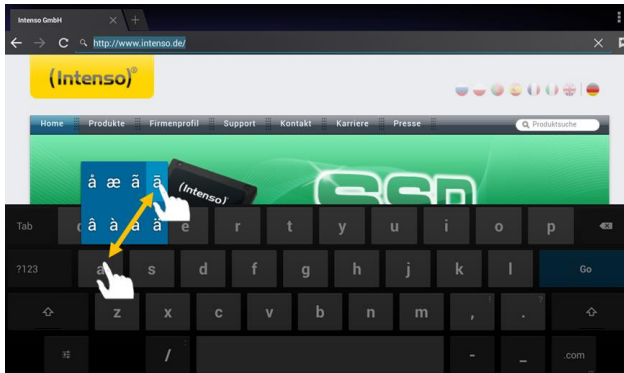 Intenso GmbH
http://www.intenso.de/
(Intenso)®
Home Produkte Firmenprofil Support Kontakt Karriere Presse Produktsuche
(Intenso)
SSD
å æ ã ā
â à á ä
Tab e r t y u i o p
?123 a s d f g h j k l Go
z x c v b n m , ! . ?
/ : - _ .com